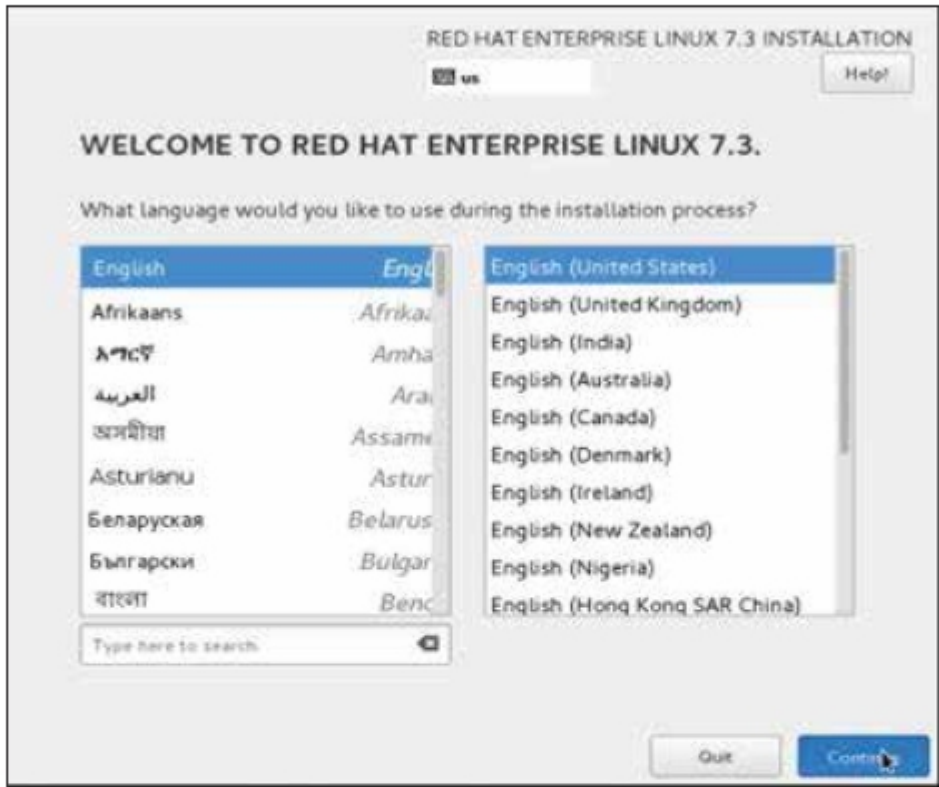 RED HAT ENTERPRISE LINUX 7.3 INSTALLATION
us
Help!
WELCOME TO RED HAT ENTERPRISE LINUX 7.3.
What language would you like to use during the installation process?
English Engl
Afrikaans Afrikaa
አማርኛ Amha
العربية Ara
অসমীয়া Assame
Asturianu Astur
Беларуская Belarus
Български Bulgar
বাংলা Beng
English (United States)
English (United Kingdom)
English (India)
English (Australia)
English (Canada)
English (Denmark)
English (Ireland)
English (New Zealand)
English (Nigeria)
English (Hong Kong SAR China)
Type here to search.
Quit
Continue